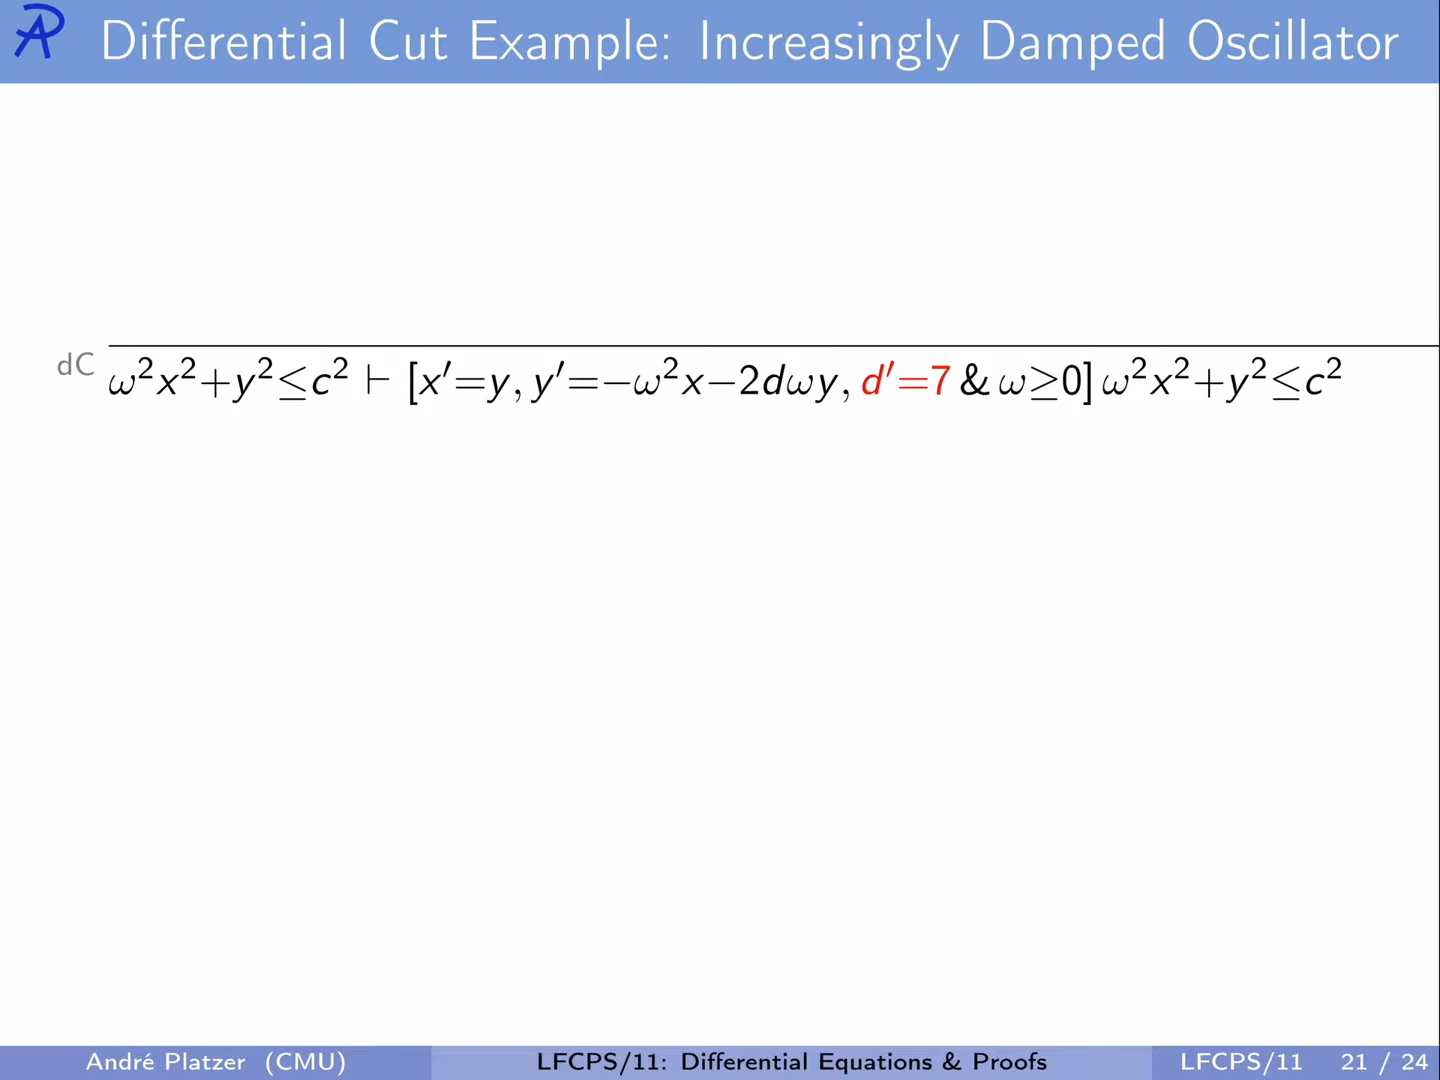 Differential Cut Example: Increasingly Damped Oscillator
dC ω²x²+y²≤c² ⊢ [x′=y, y′=−ω²x−2dωy, d′=7 & ω≥0] ω²x²+y²≤c²
André Platzer (CMU) LFCPS/11: Differential Equations & Proofs LFCPS/11 21 / 24